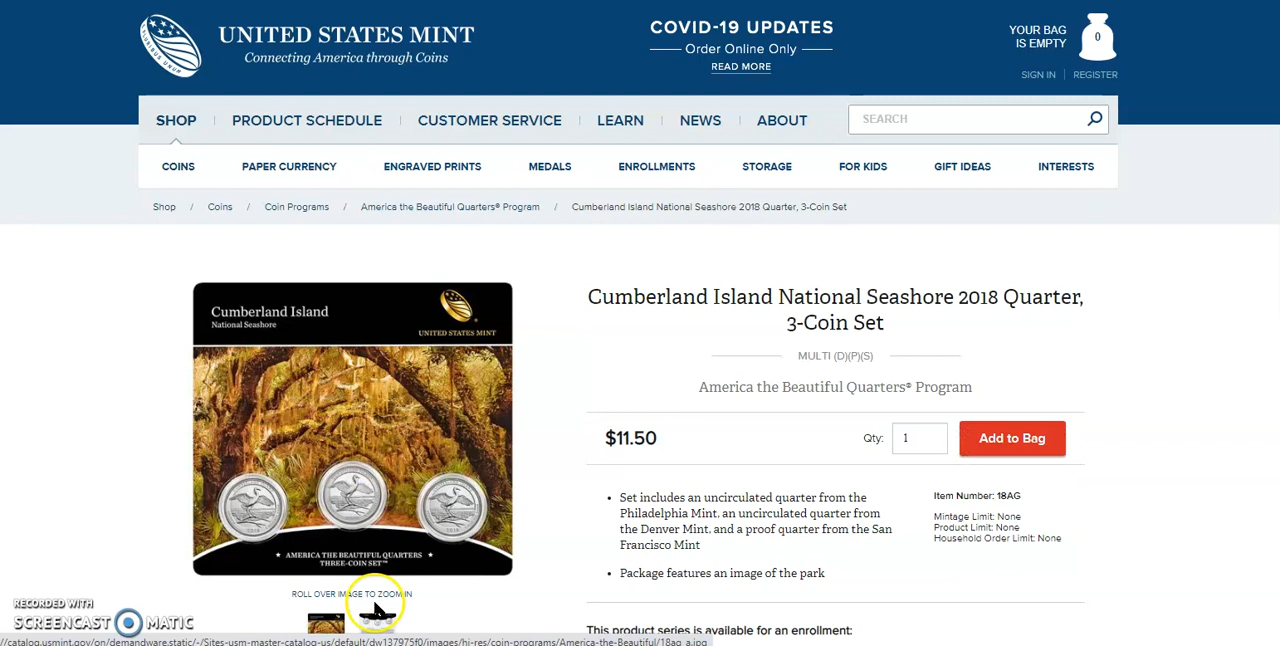 UNITED STATES MINT
Connecting America through Coins
COVID-19 UPDATES
Order Online Only
READ MORE
YOUR BAG
IS EMPTY
0
SIGN IN | REGISTER
SHOP
PRODUCT SCHEDULE
CUSTOMER SERVICE
LEARN
NEWS
ABOUT
SEARCH
COINS
PAPER CURRENCY
ENGRAVED PRINTS
MEDALS
ENROLLMENTS
STORAGE
FOR KIDS
GIFT IDEAS
INTERESTS
Shop / Coins / Coin Programs / America the Beautiful Quarters® Program / Cumberland Island National Seashore 2018 Quarter, 3-Coin Set
Cumberland Island
National Seashore
UNITED STATES MINT
AMERICA THE BEAUTIFUL QUARTERS
THREE-COIN SET™
ROLL OVER IMAGE TO ZOOM IN
Cumberland Island National Seashore 2018 Quarter,
3-Coin Set
MULTI (D)(P)(S)
America the Beautiful Quarters® Program
$11.50
Qty: 1
Add to Bag
• Set includes an uncirculated quarter from the
Philadelphia Mint, an uncirculated quarter from
the Denver Mint, and a proof quarter from the San
Francisco Mint
• Package features an image of the park
Item Number: 18AG
Mintage Limit: None
Product Limit: None
Household Order Limit: None
This product series is available for an enrollment:
RECORDED WITH
SCREENCAST MATIC
//catalog.usmint.gov/on/demandware.static/-/Sites-usm-master-catalog-us/default/dw137975f0/images/hi-res/coin-programs/America-the-Beautiful/18ag_a.jpg